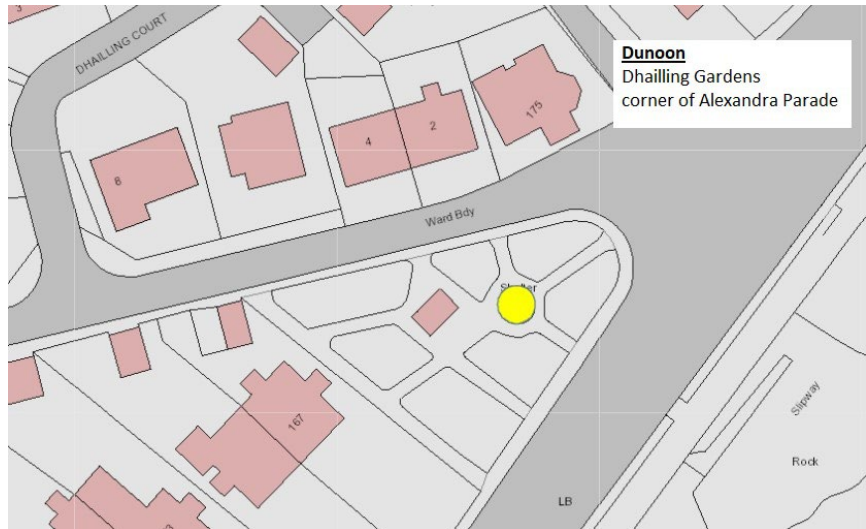 3
DHAILLING COURT
Dunoon
Dhailling Gardens
corner of Alexandra Parade
175
2
4
8
Ward Bdy
167
Slipway
Rock
LB